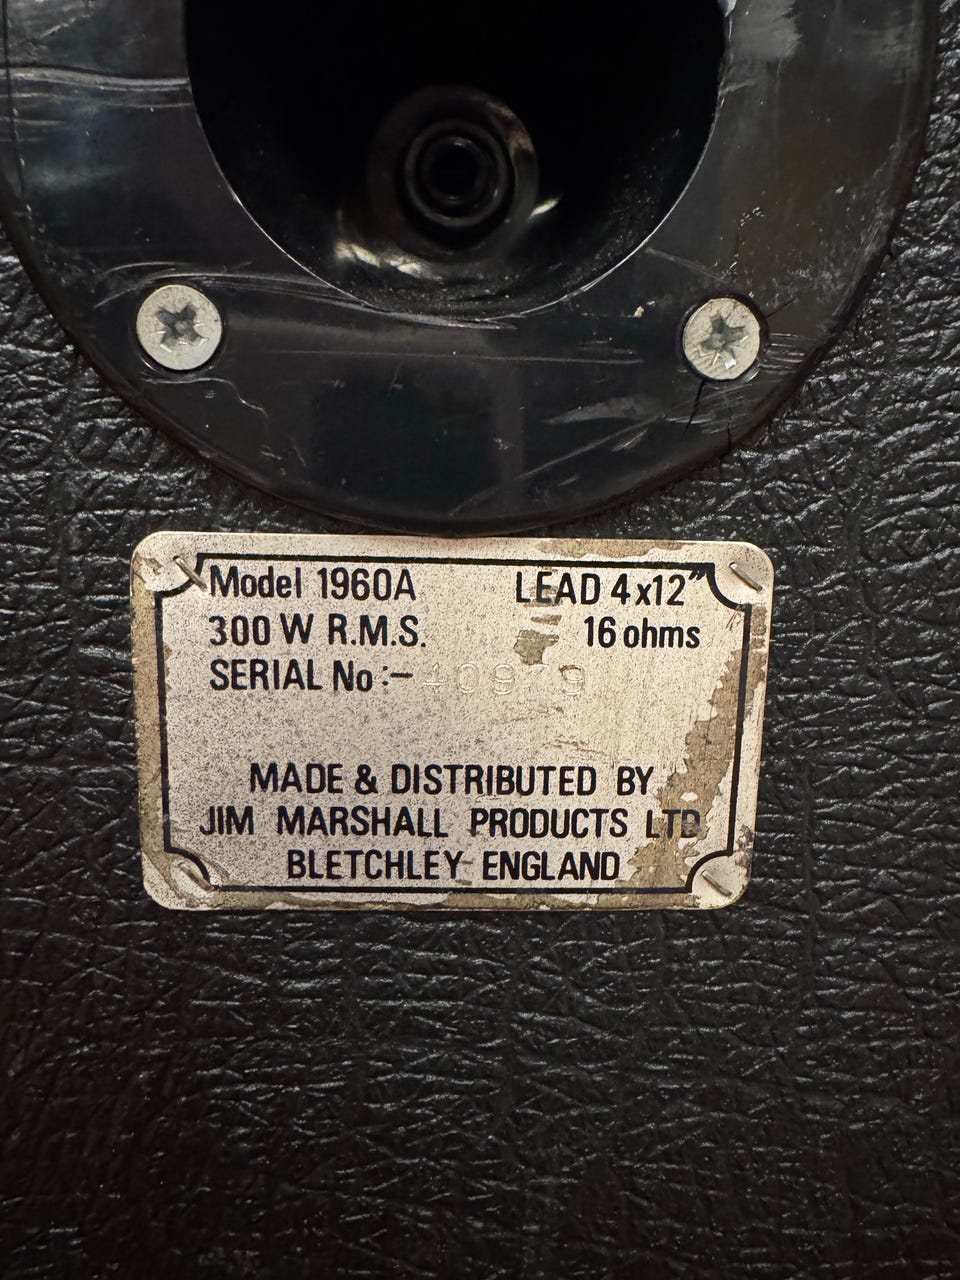 Model 1960A LEAD 4x12"
300 W R.M.S. 16 ohms
SERIAL No :-
MADE & DISTRIBUTED BY
JIM MARSHALL PRODUCTS LTD
BLETCHLEY ENGLAND